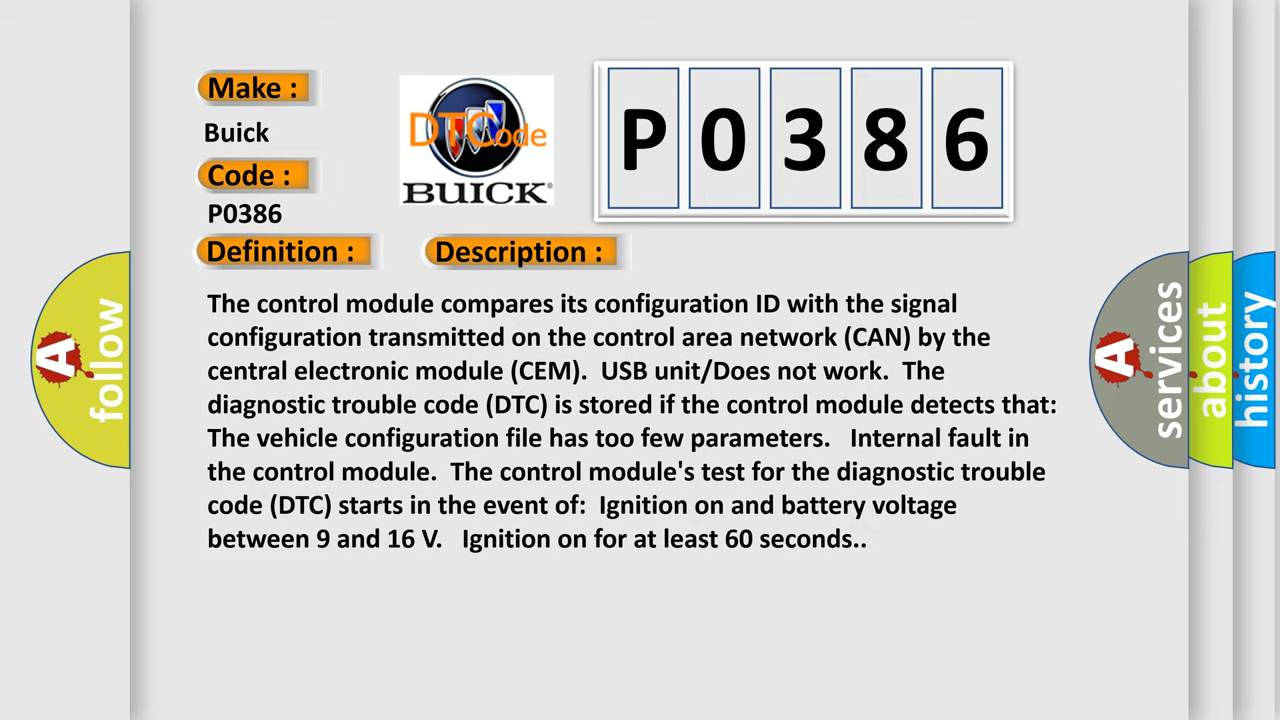 Make :
Buick
Code :
P0386
DTCode
BUICK®
P0386
Definition :
Description :
The control module compares its configuration ID with the signal
configuration transmitted on the control area network (CAN) by the
central electronic module (CEM).  USB unit/Does not work.  The
diagnostic trouble code (DTC) is stored if the control module detects that:
The vehicle configuration file has too few parameters.   Internal fault in
the control module.  The control module's test for the diagnostic trouble
code (DTC) starts in the event of:  Ignition on and battery voltage
between 9 and 16 V.   Ignition on for at least 60 seconds..
A follow
A services
about
history